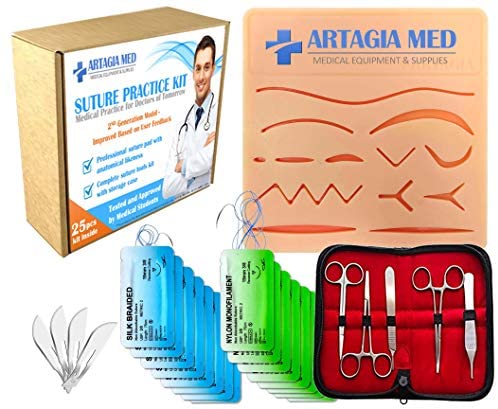 ARTAGIA MED
MEDICAL EQUIPMENT & SUPPLIES
SUTURE PRACTICE KIT
Medical Practice for Doctors of Tomorrow
2nd Generation Model -
Improved Based on User Feedback
Professional suture pad with
anatomical likeness
Complete suture tools kit
with storage case
Tested and Approved
by Medical Students
25pcs
kit inside
ARTAGIA MED
MEDICAL EQUIPMENT & SUPPLIES
SILK BRAIDED
NYLON MONOFILAMENT